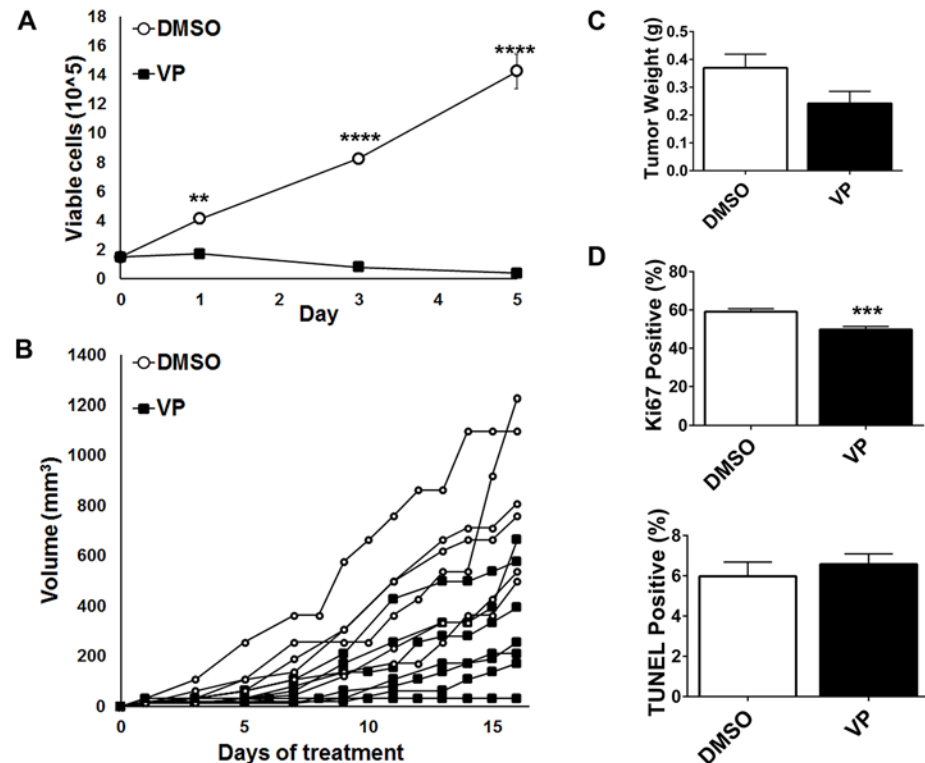 A
DMSO
VP
Viable cells (10^5)
18
16
14
12
10
8
6
4
2
0
**
****
****
0 1 2 3 4 5
Day
B
DMSO
VP
Volume (mm³)
1400
1200
1000
800
600
400
200
0
0 5 10 15
Days of treatment
C
Tumor Weight (g)
0.5
0.4
0.3
0.2
0.1
0.0
DMSO
VP
D
Ki67 Positive (%)
80
60
40
20
0
***
DMSO
VP
TUNEL Positive (%)
8
6
4
2
0
DMSO
VP